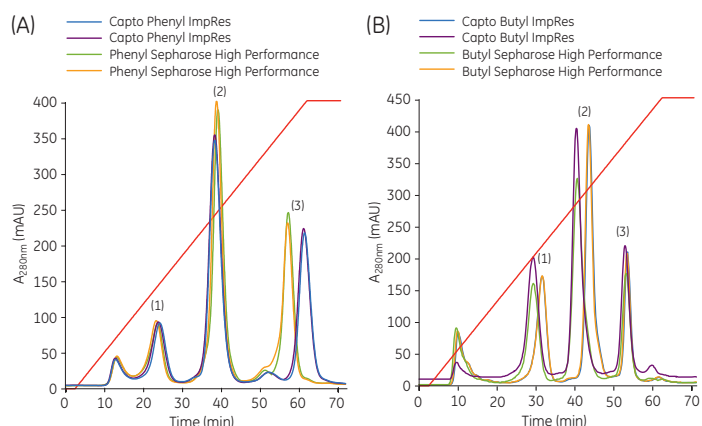 (A)
Capto Phenyl ImpRes
Capto Phenyl ImpRes
Phenyl Sepharose High Performance
Phenyl Sepharose High Performance
A280nm (mAU)
400
350
300
250
200
150
100
50
0
(1)
(2)
(3)
0 10 20 30 40 50 60 70
Time (min)
(B)
Capto Butyl ImpRes
Capto Butyl ImpRes
Butyl Sepharose High Performance
Butyl Sepharose High Performance
A280nm (mAU)
450
400
350
300
250
200
150
100
50
0
(1)
(2)
(3)
0 10 20 30 40 50 60 70
Time (min)